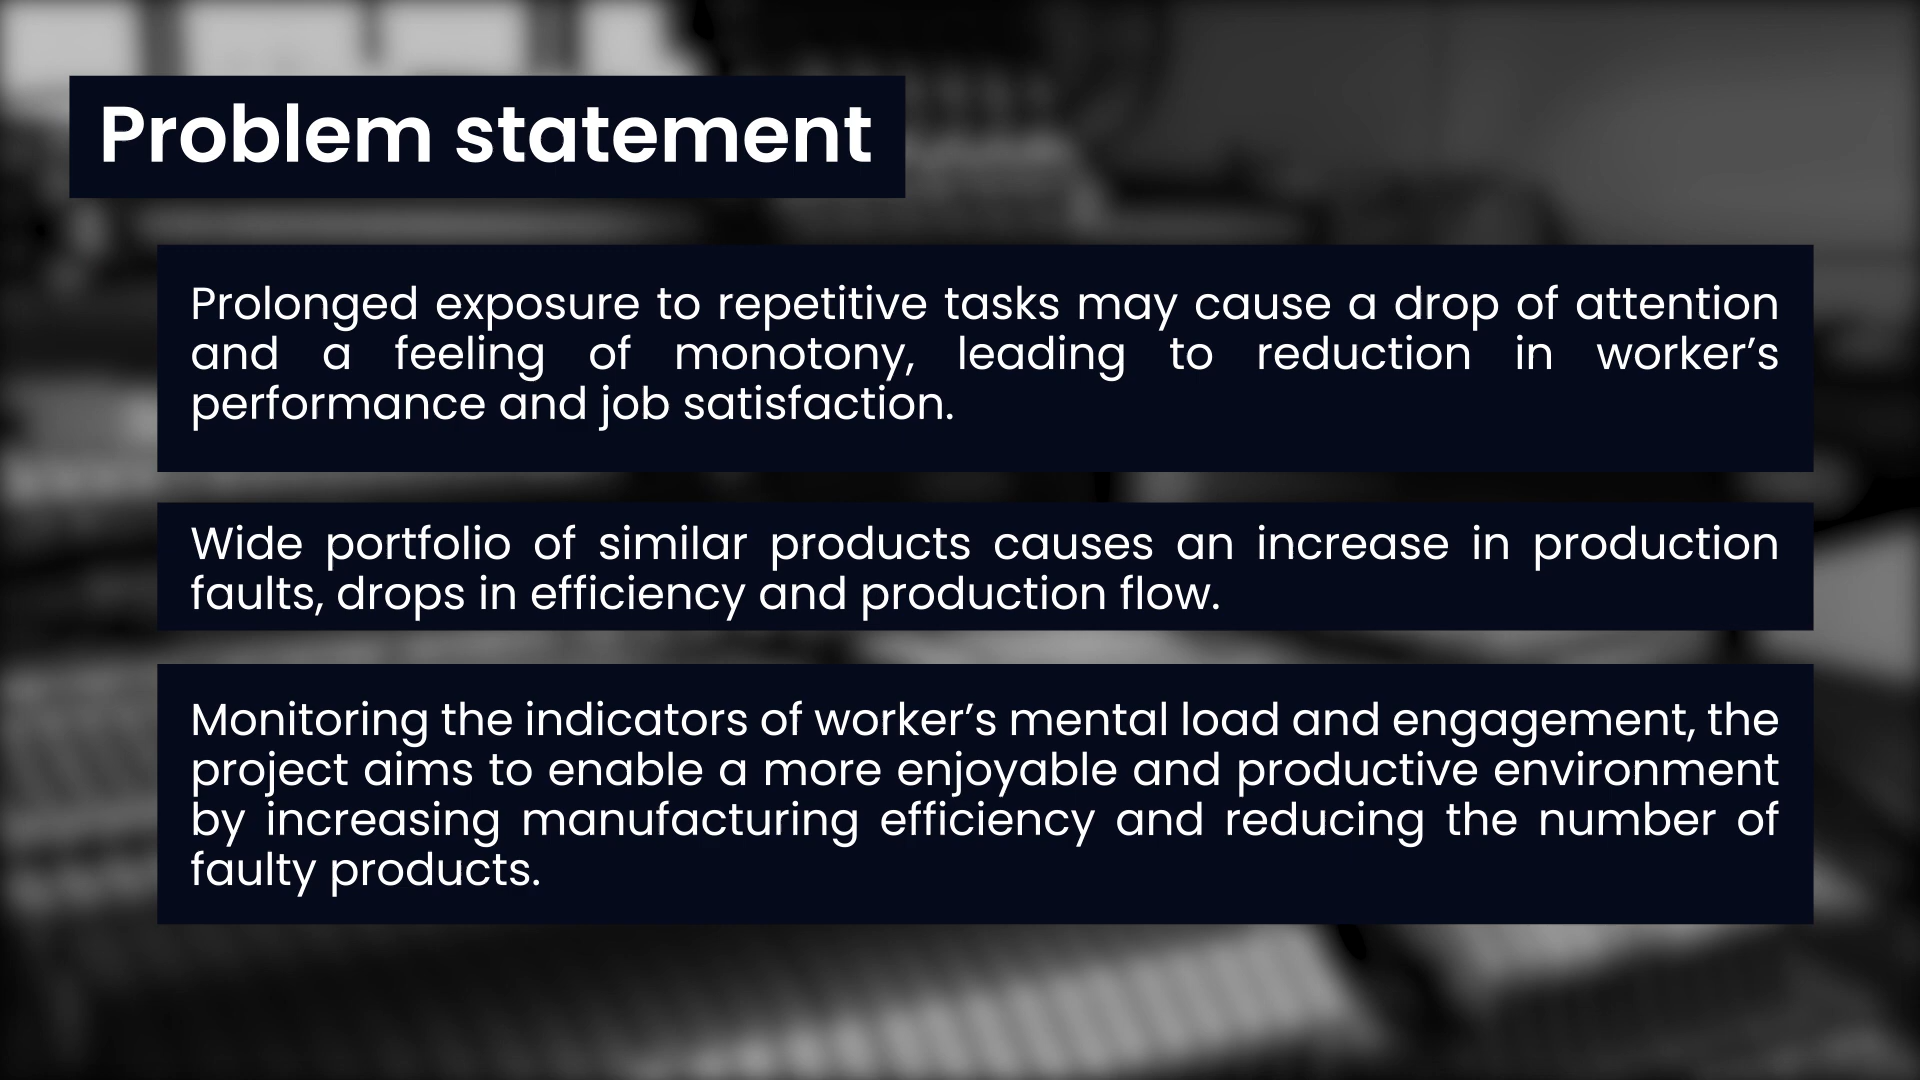 Problem statement
Prolonged exposure to repetitive tasks may cause a drop of attention
and a feeling of monotony, leading to reduction in worker’s
performance and job satisfaction.
Wide portfolio of similar products causes an increase in production
faults, drops in efficiency and production flow.
Monitoring the indicators of worker’s mental load and engagement, the
project aims to enable a more enjoyable and productive environment
by increasing manufacturing efficiency and reducing the number of
faulty products.